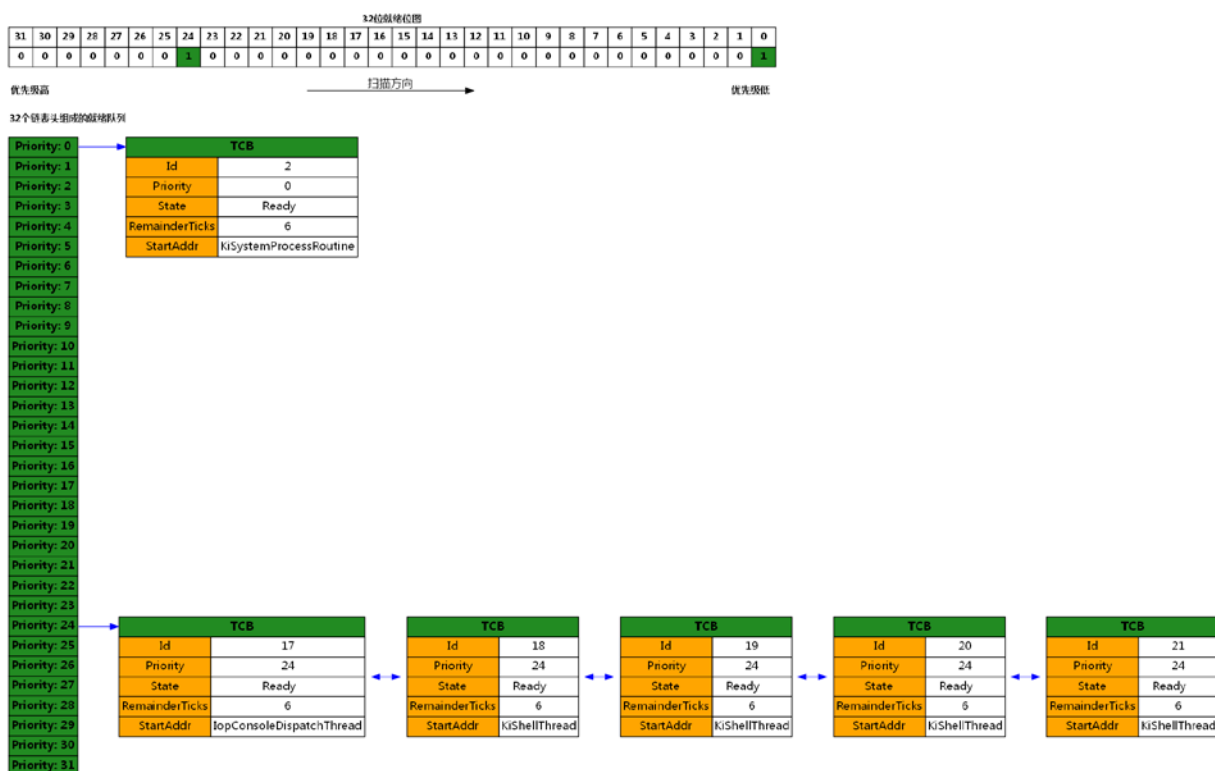 32位就绪位图
31 30 29 28 27 26 25 24 23 22 21 20 19 18 17 16 15 14 13 12 11 10 9 8 7 6 5 4 3 2 1 0
0 0 0 0 0 0 0 1 0 0 0 0 0 0 0 0 0 0 0 0 0 0 0 0 0 0 0 0 0 0 0 1
优先级高 扫描方向 优先级低
32个链表头组成的就绪队列
Priority: 0 TCB
Priority: 1 Id 2
Priority: 2 Priority 0
Priority: 3 State Ready
Priority: 4 RemainderTicks 6
Priority: 5 StartAddr KiSystemProcessRoutine
Priority: 6
Priority: 7
Priority: 8
Priority: 9
Priority: 10
Priority: 11
Priority: 12
Priority: 13
Priority: 14
Priority: 15
Priority: 16
Priority: 17
Priority: 18
Priority: 19
Priority: 20
Priority: 21
Priority: 22
Priority: 23
Priority: 24 TCB TCB TCB TCB TCB
Priority: 25 Id 17 Id 18 Id 19 Id 20 Id 21
Priority: 26 Priority 24 Priority 24 Priority 24 Priority 24 Priority 24
Priority: 27 State Ready State Ready State Ready State Ready State Ready
Priority: 28 RemainderTicks 6 RemainderTicks 6 RemainderTicks 6 RemainderTicks 6 RemainderTicks 6
Priority: 29 StartAddr IopConsoleDispatchThread StartAddr KiShellThread StartAddr KiShellThread StartAddr KiShellThread StartAddr KiShellThread
Priority: 30
Priority: 31